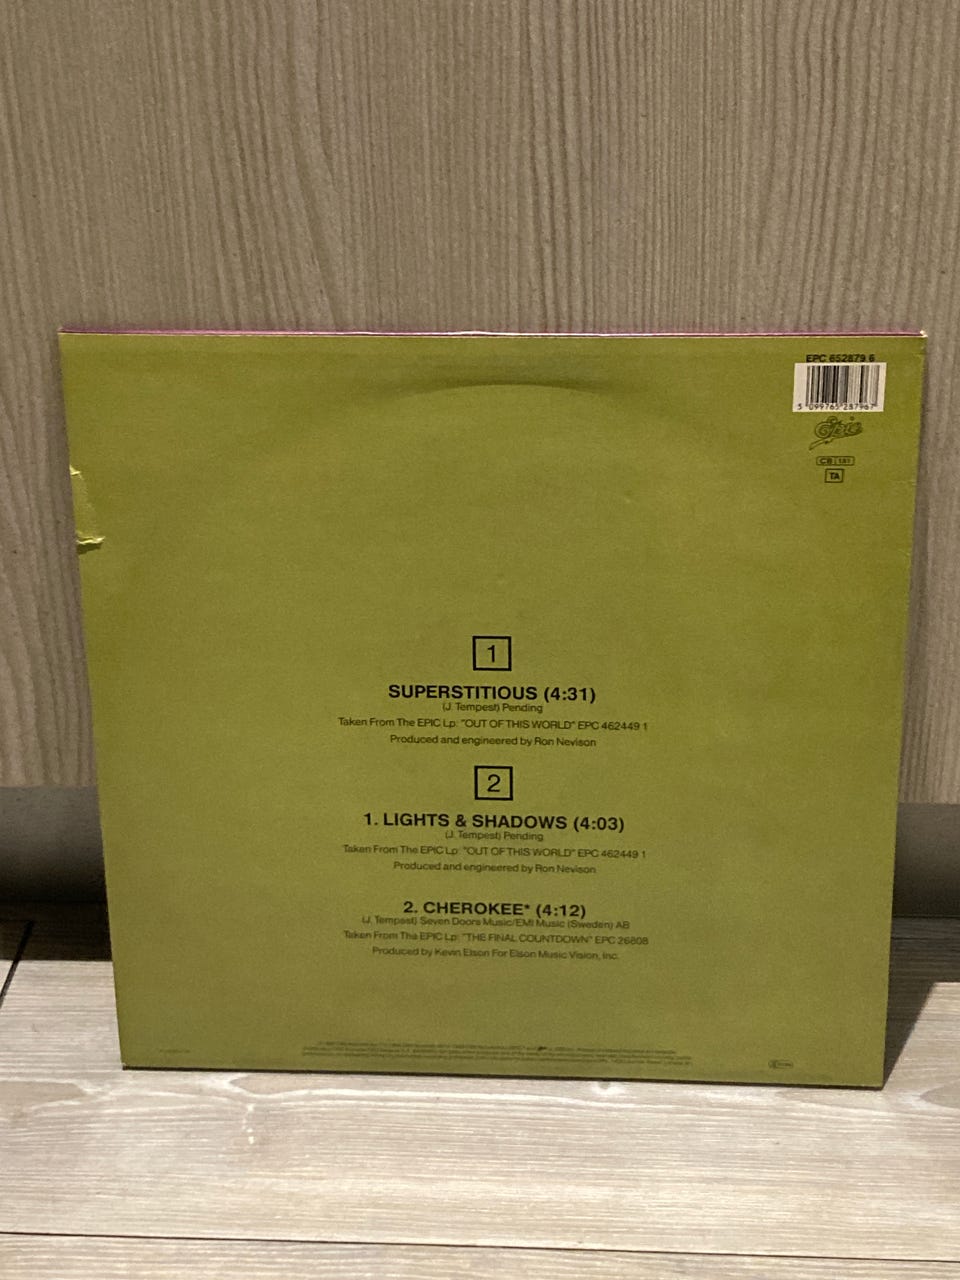 EPC 652879 6
5 099765 287967
Epic
CB 181
TA
1
SUPERSTITIOUS (4:31)
(J. Tempest) Pending
Taken From The EPIC Lp: "OUT OF THIS WORLD" EPC 462449 1
Produced and engineered by Ron Nevison
2
1. LIGHTS & SHADOWS (4:03)
(J. Tempest) Pending
Taken From The EPIC Lp: "OUT OF THIS WORLD" EPC 462449 1
Produced and engineered by Ron Nevison
2. CHEROKEE* (4:12)
(J. Tempest) Seven Doors Music/EMI Music (Sweden) AB
Taken From The EPIC Lp: "THE FINAL COUNTDOWN" EPC 26808
Produced by Kevin Elson For Elson Music Vision, Inc.